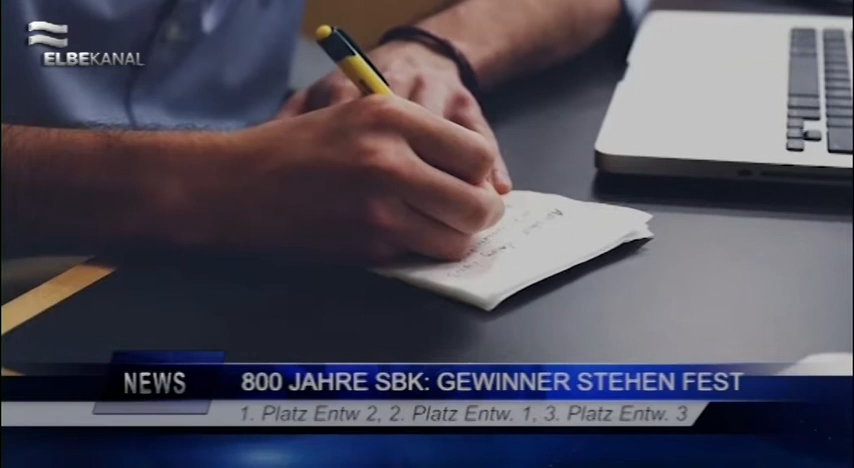 ELBEKANAL
NEWS
800 JAHRE SBK: GEWINNER STEHEN FEST
1. Platz Entw 2, 2. Platz Entw. 1, 3. Platz Entw. 3